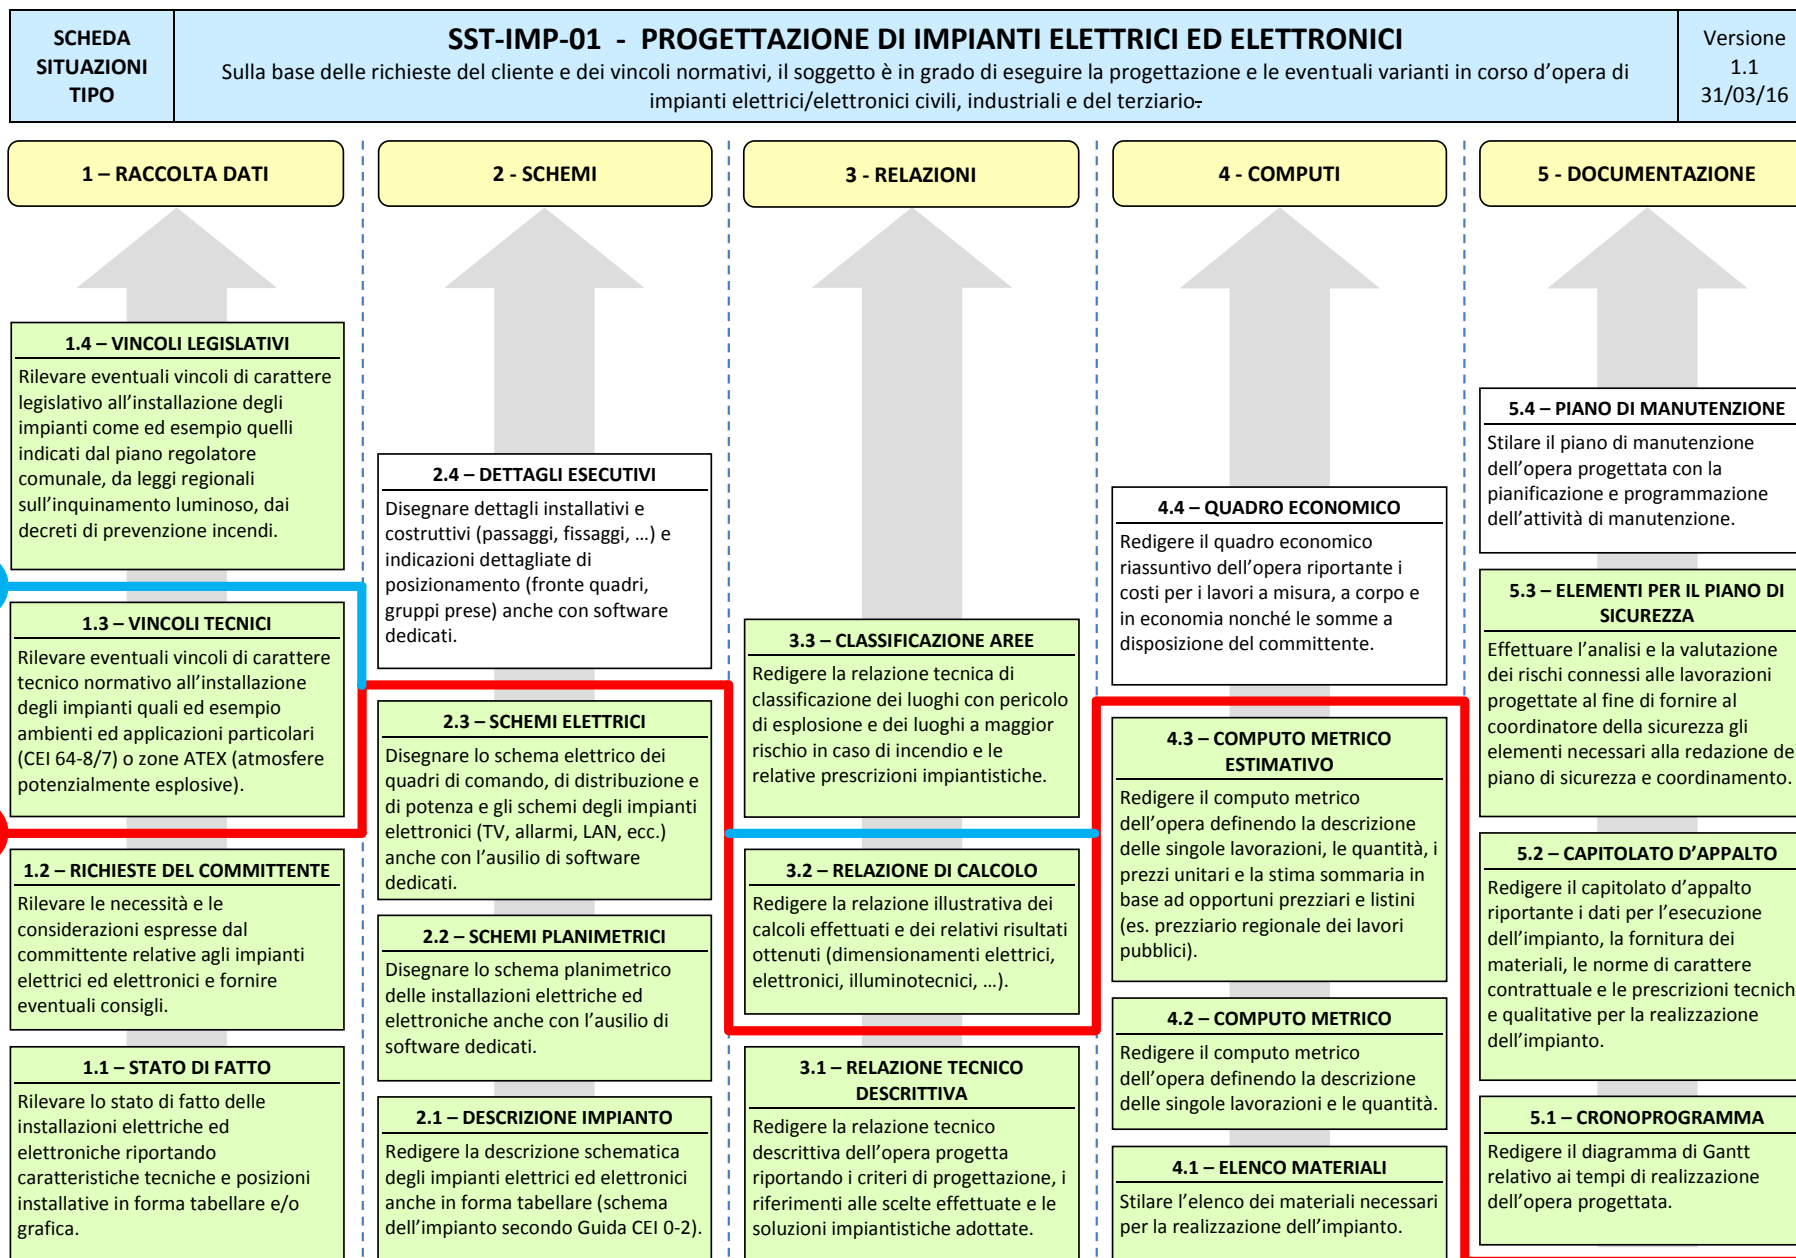 SCHEDA
SITUAZIONI
TIPO
SST-IMP-01 - PROGETTAZIONE DI IMPIANTI ELETTRICI ED ELETTRONICI
Sulla base delle richieste del cliente e dei vincoli normativi, il soggetto è in grado di eseguire la progettazione e le eventuali varianti in corso d'opera di
impianti elettrici/elettronici civili, industriali e del terziario.
Versione
1.1
31/03/16
1 – RACCOLTA DATI
1.4 – VINCOLI LEGISLATIVI
Rilevare eventuali vincoli di carattere
legislativo all'installazione degli
impianti come ed esempio quelli
indicati dal piano regolatore
comunale, da leggi regionali
sull'inquinamento luminoso, dai
decreti di prevenzione incendi.
1.3 – VINCOLI TECNICI
Rilevare eventuali vincoli di carattere
tecnico normativo all'installazione
degli impianti quali ed esempio
ambienti ed applicazioni particolari
(CEI 64-8/7) o zone ATEX (atmosfere
potenzialmente esplosive).
1.2 – RICHIESTE DEL COMMITTENTE
Rilevare le necessità e le
considerazioni espresse dal
committente relative agli impianti
elettrici ed elettronici e fornire
eventuali consigli.
1.1 – STATO DI FATTO
Rilevare lo stato di fatto delle
installazioni elettriche ed
elettroniche riportando
caratteristiche tecniche e posizioni
installative in forma tabellare e/o
grafica.
2 - SCHEMI
2.4 – DETTAGLI ESECUTIVI
Disegnare dettagli installativi e
costruttivi (passaggi, fissaggi, …) e
indicazioni dettagliate di
posizionamento (fronte quadri,
gruppi prese) anche con software
dedicati.
2.3 – SCHEMI ELETTRICI
Disegnare lo schema elettrico dei
quadri di comando, di distribuzione e
di potenza e gli schemi degli impianti
elettronici (TV, allarmi, LAN, ecc.)
anche con l'ausilio di software
dedicati.
2.2 – SCHEMI PLANIMETRICI
Disegnare lo schema planimetrico
delle installazioni elettriche ed
elettroniche anche con l'ausilio di
software dedicati.
2.1 – DESCRIZIONE IMPIANTO
Redigere la descrizione schematica
degli impianti elettrici ed elettronici
anche in forma tabellare (schema
dell'impianto secondo Guida CEI 0-2).
3 - RELAZIONI
3.3 – CLASSIFICAZIONE AREE
Redigere la relazione tecnica di
classificazione dei luoghi con pericolo
di esplosione e dei luoghi a maggior
rischio in caso di incendio e le
relative prescrizioni impiantistiche.
3.2 – RELAZIONE DI CALCOLO
Redigere la relazione illustrativa dei
calcoli effettuati e dei relativi risultati
ottenuti (dimensionamenti elettrici,
elettronici, illuminotecnici, …).
3.1 – RELAZIONE TECNICO
DESCRITTIVA
Redigere la relazione tecnico
descrittiva dell'opera progetta
riportando i criteri di progettazione, i
riferimenti alle scelte effettuate e le
soluzioni impiantistiche adottate.
4 - COMPUTI
4.4 – QUADRO ECONOMICO
Redigere il quadro economico
riassuntivo dell'opera riportante i
costi per i lavori a misura, a corpo e
in economia nonché le somme a
disposizione del committente.
4.3 – COMPUTO METRICO
ESTIMATIVO
Redigere il computo metrico
dell'opera definendo la descrizione
delle singole lavorazioni, le quantità, i
prezzi unitari e la stima sommaria in
base ad opportuni prezziari e listini
(es. prezziario regionale dei lavori
pubblici).
4.2 – COMPUTO METRICO
Redigere il computo metrico
dell'opera definendo la descrizione
delle singole lavorazioni e le quantità.
4.1 – ELENCO MATERIALI
Stilare l'elenco dei materiali necessari
per la realizzazione dell'impianto.
5 - DOCUMENTAZIONE
5.4 – PIANO DI MANUTENZIONE
Stilare il piano di manutenzione
dell'opera progettata con la
pianificazione e programmazione
dell'attività di manutenzione.
5.3 – ELEMENTI PER IL PIANO DI
SICUREZZA
Effettuare l'analisi e la valutazione
dei rischi connessi alle lavorazioni
progettate al fine di fornire al
coordinatore della sicurezza gli
elementi necessari alla redazione de
piano di sicurezza e coordinamento.
5.2 – CAPITOLATO D'APPALTO
Redigere il capitolato d'appalto
riportante i dati per l'esecuzione
dell'impianto, la fornitura dei
materiali, le norme di carattere
contrattuale e le prescrizioni tecnich
e qualitative per la realizzazione
dell'impianto.
5.1 – CRONOPROGRAMMA
Redigere il diagramma di Gantt
relativo ai tempi di realizzazione
dell'opera progettata.